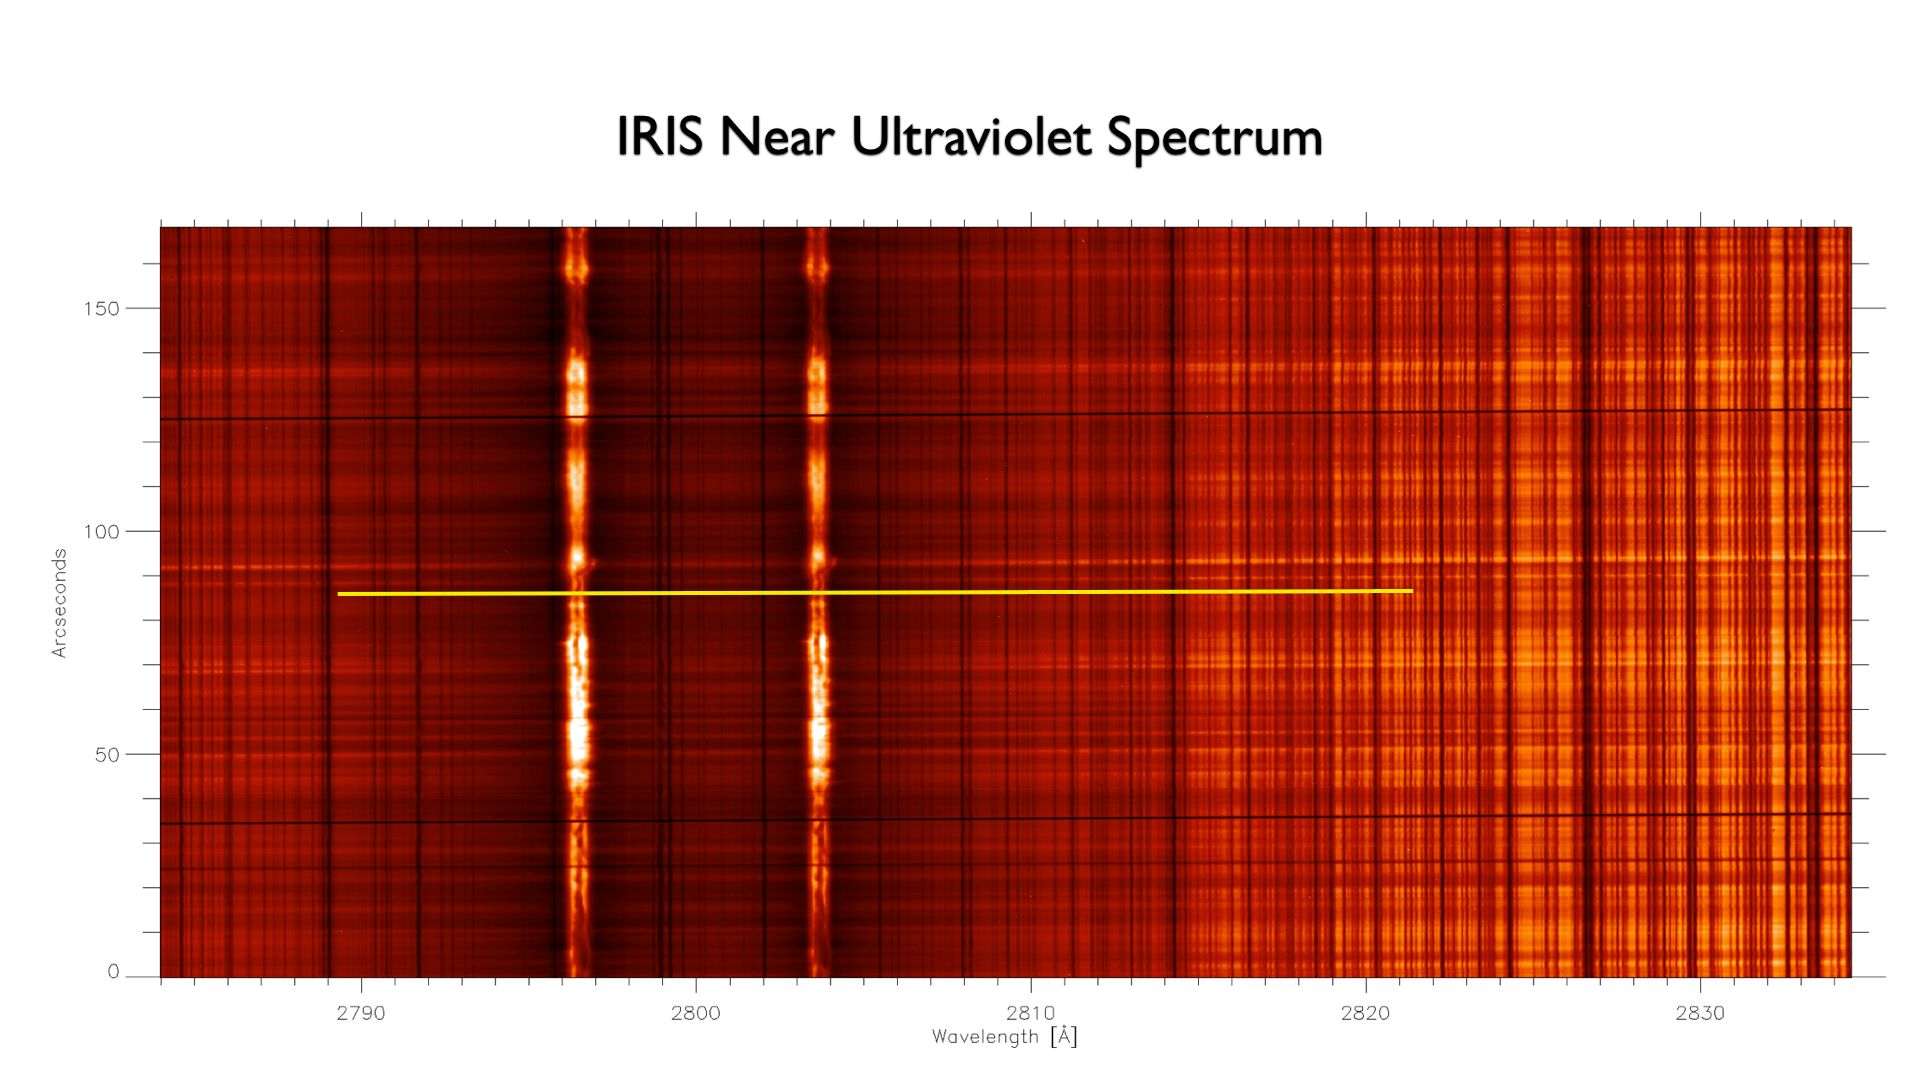 IRIS Near Ultraviolet Spectrum
150
100
Arcseconds
50
0
2790 2800 2810 2820 2830
Wavelength [Å]